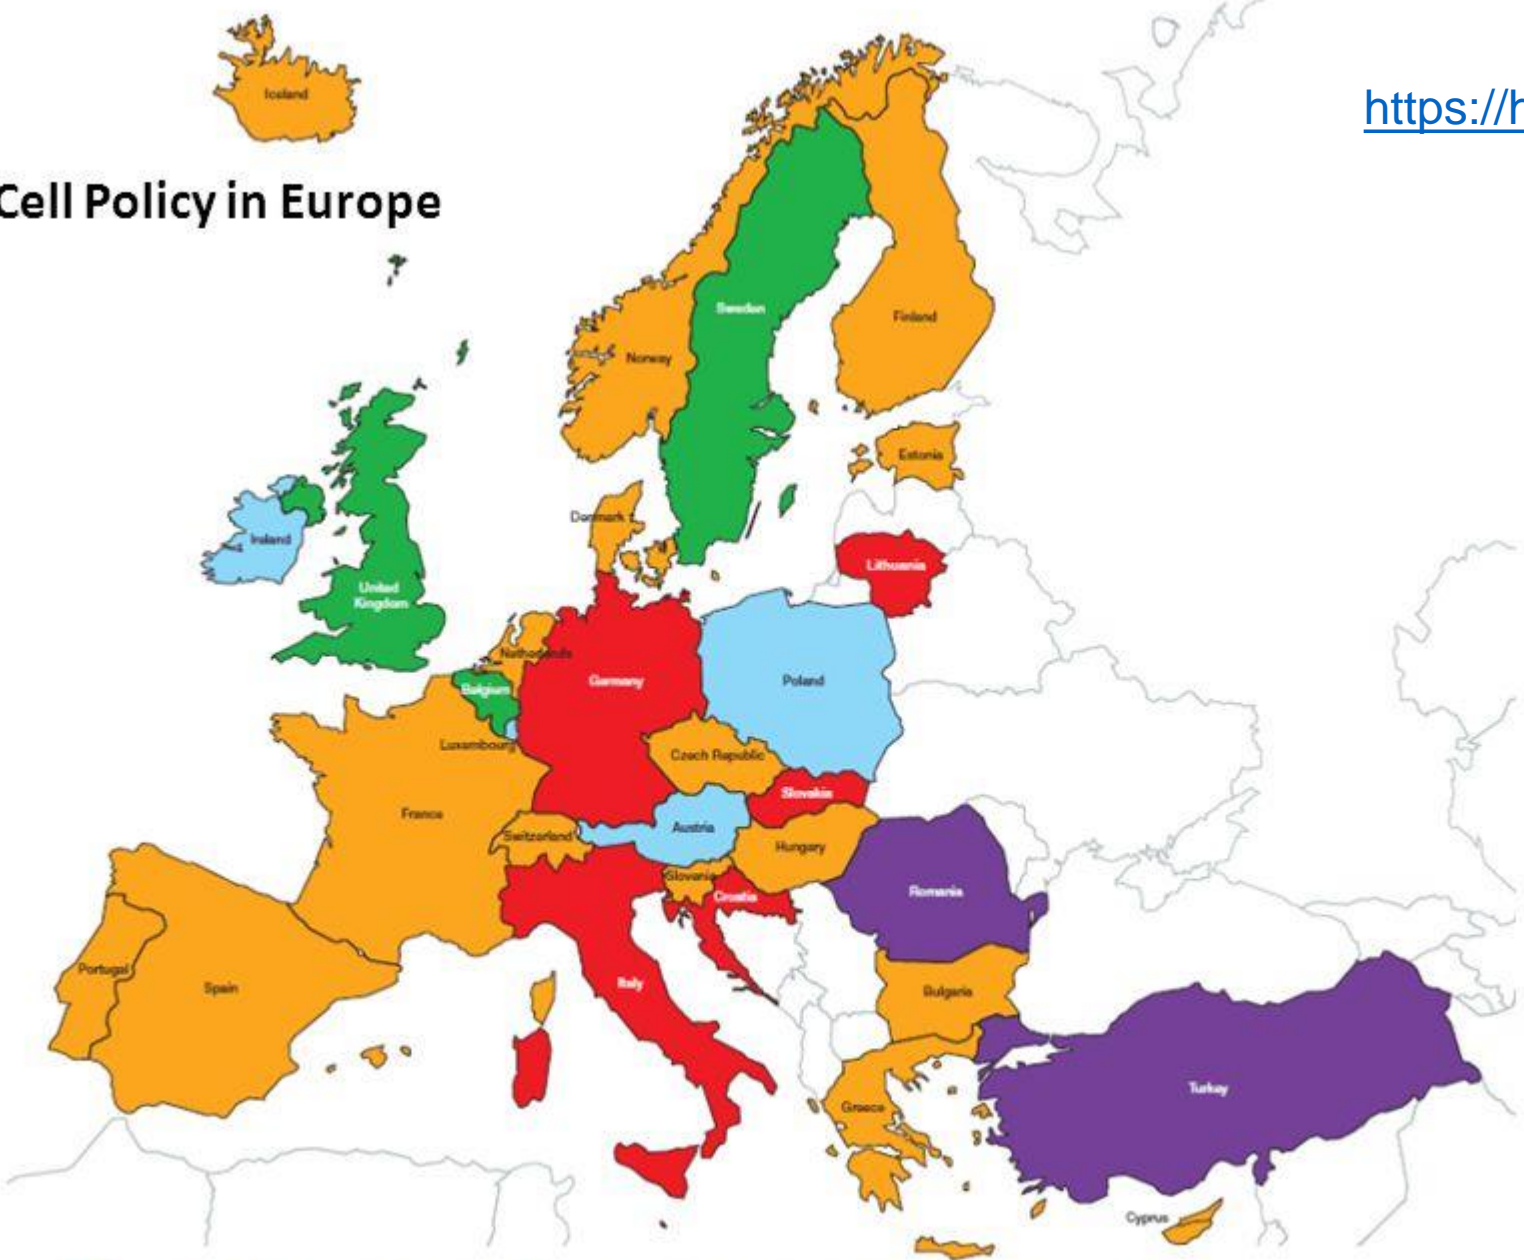 Iceland
https://h
Cell Policy in Europe
Sweden
Finland
Norway
Estonia
Denmark
Ireland
Lithuania
United
Kingdom
Netherlands
Germany
Poland
Belgium
Luxembourg
Czech Republic
Slovakia
France
Austria
Switzerland
Hungary
Slovenia
Romania
Croatia
Portugal
Spain
Italy
Bulgaria
Turkey
Greece
Cyprus